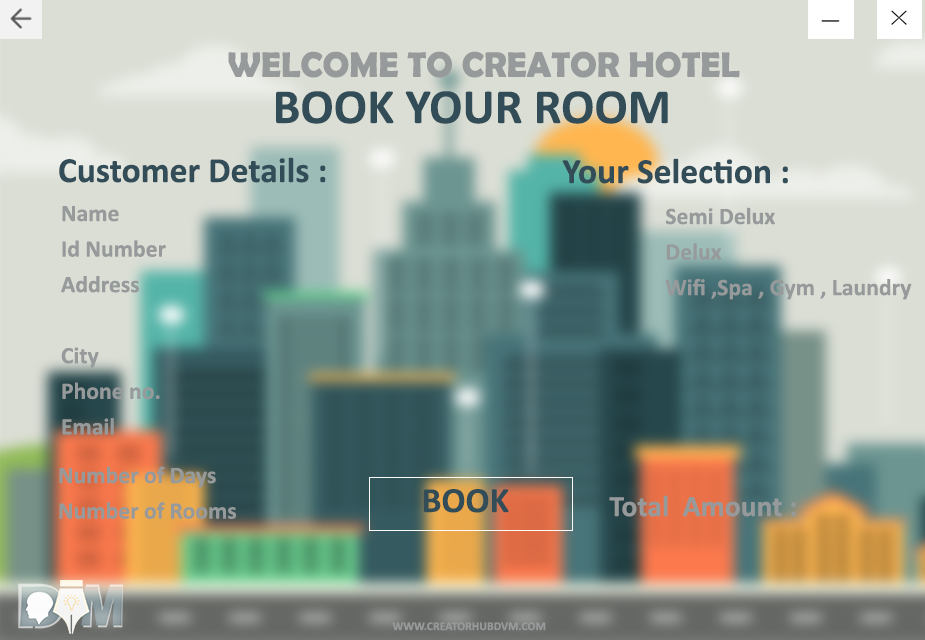 WELCOME TO CREATOR HOTEL
BOOK YOUR ROOM
Customer Details :
Name
Id Number
Address
City
Phone no.
Email
Number of Days
Number of Rooms
Your Selection :
Semi Delux
Delux
Wifi ,Spa , Gym , Laundry
BOOK
Total Amount :
DVM
WWW.CREATORHUBDVM.COM